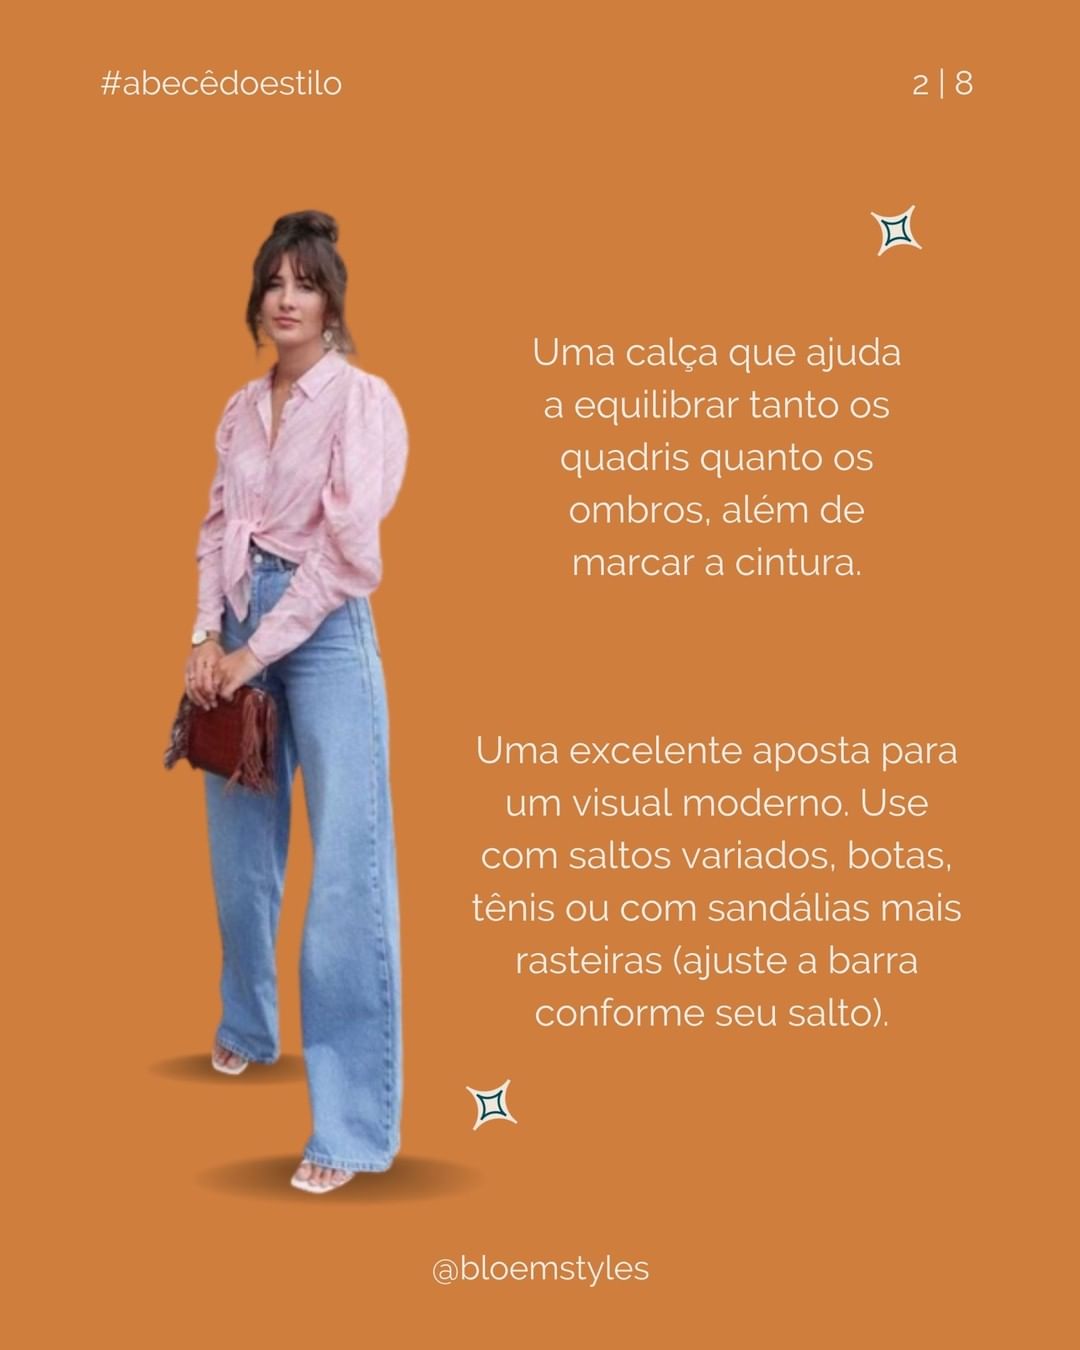 #abecêdoestilo
2 | 8
Uma calça que ajuda
a equilibrar tanto os
quadris quanto os
ombros, além de
marcar a cintura.
Uma excelente aposta para
um visual moderno. Use
com saltos variados, botas,
tênis ou com sandálias mais
rasteiras (ajuste a barra
conforme seu salto).
@bloemstyles